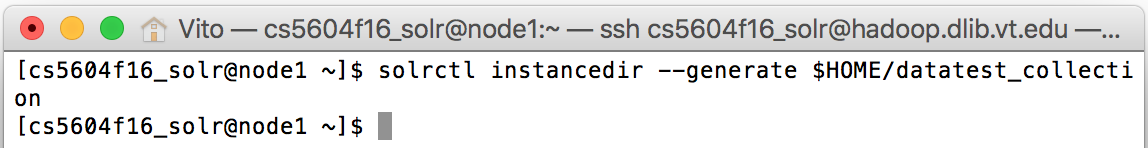 Vito — cs5604f16_solr@node1:~ — ssh cs5604f16_solr@hadoop.dlib.vt.edu —...
[cs5604f16_solr@node1 ~]$ solrctl instancedir --generate $HOME/datatest_collecti
on
[cs5604f16_solr@node1 ~]$